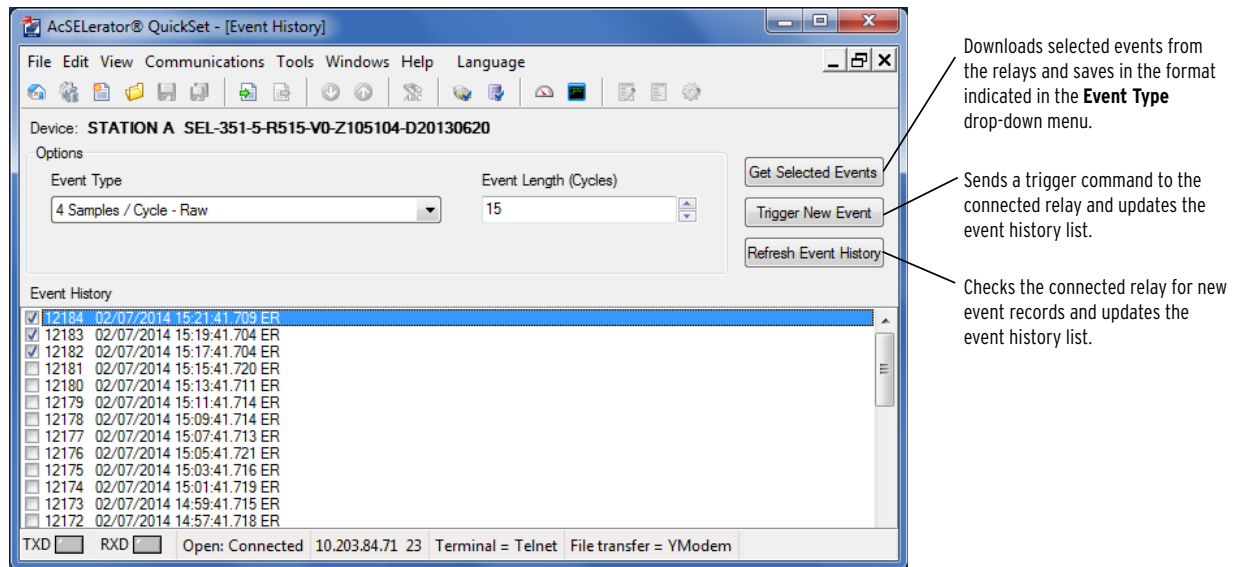 AcSELerator® QuickSet - [Event History]
File Edit View Communications Tools Windows Help Language
Device: STATION A SEL-351-5-R515-V0-Z105104-D20130620
Options
Event Type
Event Length (Cycles)
4 Samples / Cycle - Raw
15
Get Selected Events
Trigger New Event
Refresh Event History
Event History
12184 02/07/2014 15:21:41.709 ER
12183 02/07/2014 15:19:41.704 ER
12182 02/07/2014 15:17:41.704 ER
12181 02/07/2014 15:15:41.720 ER
12180 02/07/2014 15:13:41.711 ER
12179 02/07/2014 15:11:41.714 ER
12178 02/07/2014 15:09:41.714 ER
12177 02/07/2014 15:07:41.713 ER
12176 02/07/2014 15:05:41.721 ER
12175 02/07/2014 15:03:41.716 ER
12174 02/07/2014 15:01:41.719 ER
12173 02/07/2014 14:59:41.715 ER
12172 02/07/2014 14:57:41.718 ER
TXD RXD Open: Connected 10.203.84.71 23 Terminal = Telnet File transfer = YModem
Downloads selected events from
the relays and saves in the format
indicated in the Event Type
drop-down menu.
Sends a trigger command to the
connected relay and updates the
event history list.
Checks the connected relay for new
event records and updates the
event history list.